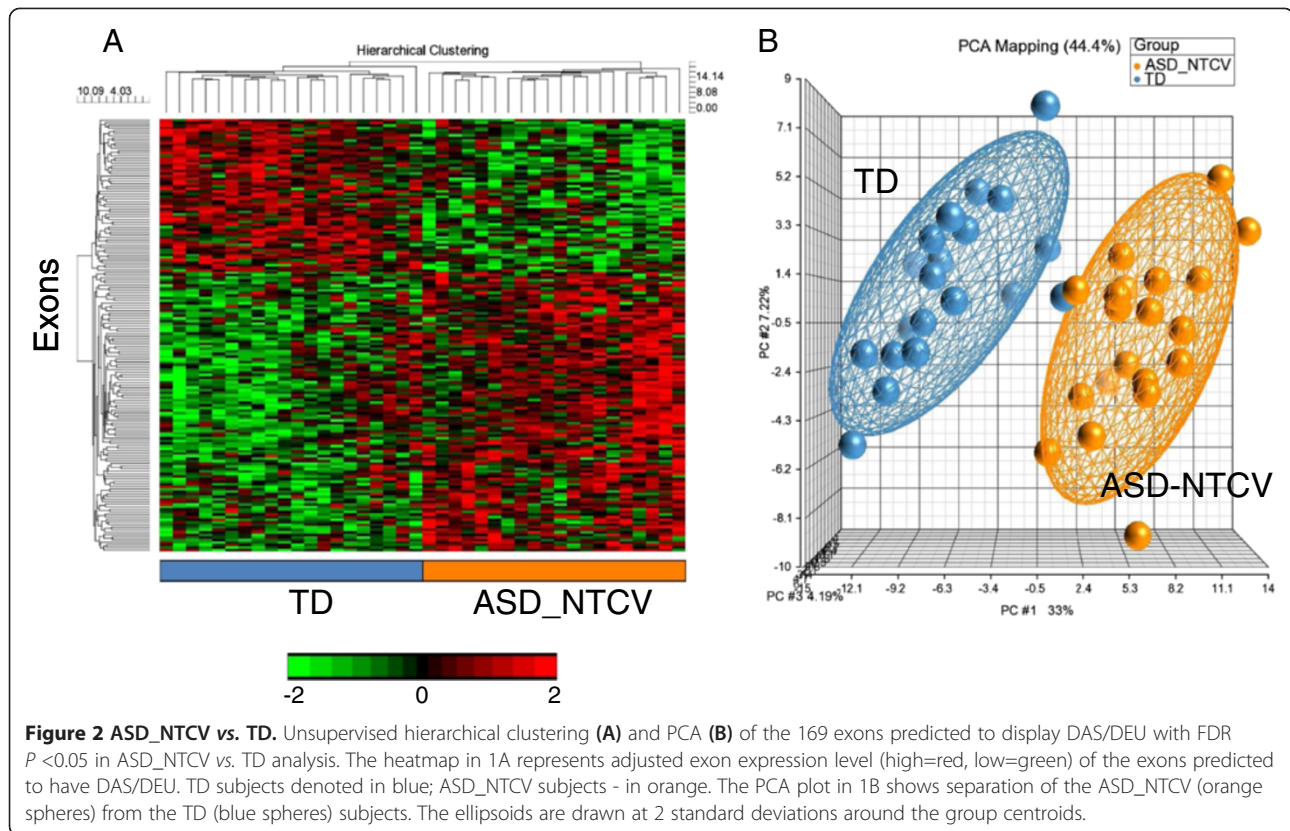 A
Hierarchical Clustering
14.14
8.08
0.00
10.09 4.03
Exons
TD
ASD_NTCV
-2
0
2
B
PCA Mapping (44.4%)
Group
ASD_NTCV
TD
9
7.1
5.2
3.3
1.4
-0.5
-2.4
-4.3
-6.2
-8.1
-10
PC #2 7.22%
TD
ASD-NTCV
-12.1
-9.2
-6.3
-3.4
-0.5
2.4
5.3
8.2
11.1
14
PC #3 4.19%
PC #1 33%
Figure 2 ASD_NTCV vs. TD. Unsupervised hierarchical clustering (A) and PCA (B) of the 169 exons predicted to display DAS/DEU with FDR
P <0.05 in ASD_NTCV vs. TD analysis. The heatmap in 1A represents adjusted exon expression level (high=red, low=green) of the exons predicted
to have DAS/DEU. TD subjects denoted in blue; ASD_NTCV subjects - in orange. The PCA plot in 1B shows separation of the ASD_NTCV (orange
spheres) from the TD (blue spheres) subjects. The ellipsoids are drawn at 2 standard deviations around the group centroids.